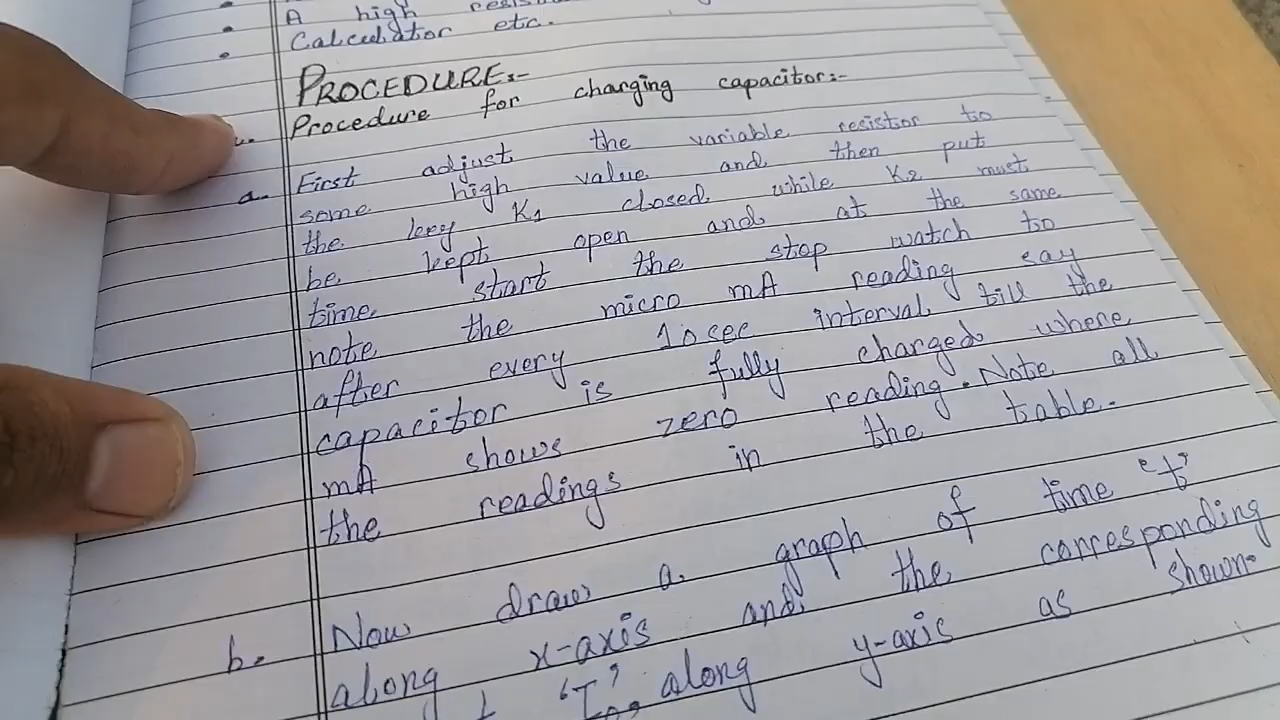 A high
Calculator etc.
PROCEDURE:-
Procedure for charging capacitor:-
a. First adjust the variable resistor to
some high value and then put
the key K1 closed while K2 must
be kept open and at the same
time start the stop watch to
note the micro mA reading say
after every 10 sec interval till the
capacitor is fully charged where
mA shows zero reading. Note all
the readings in the table.
b. Now draw a graph of time 't'
along x-axis and the corresponding
along y-axis as shown.